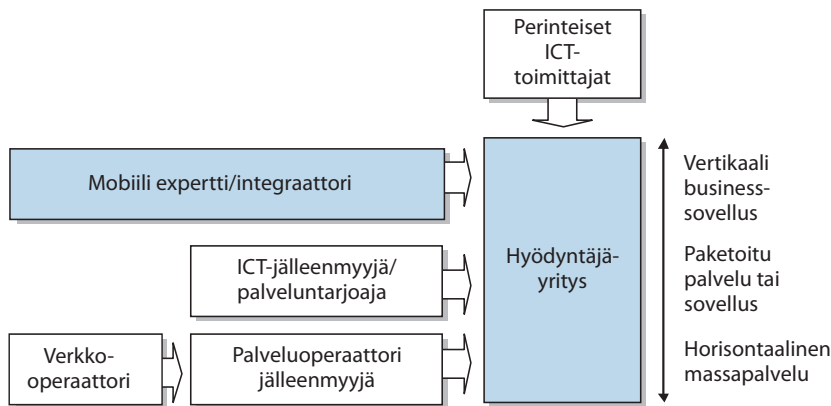 Perinteiset
ICT-
toimittajat
Mobiili expertti/integraattori
Vertikaali
business-
sovellus
ICT-jälleenmyyjä/
palveluntarjoaja
Hyödyntäjä-
yritys
Paketoitu
palvelu tai
sovellus
Verkko-
operaattori
Palveluoperaattori
jälleenmyyjä
Horisontaalinen
massapalvelu